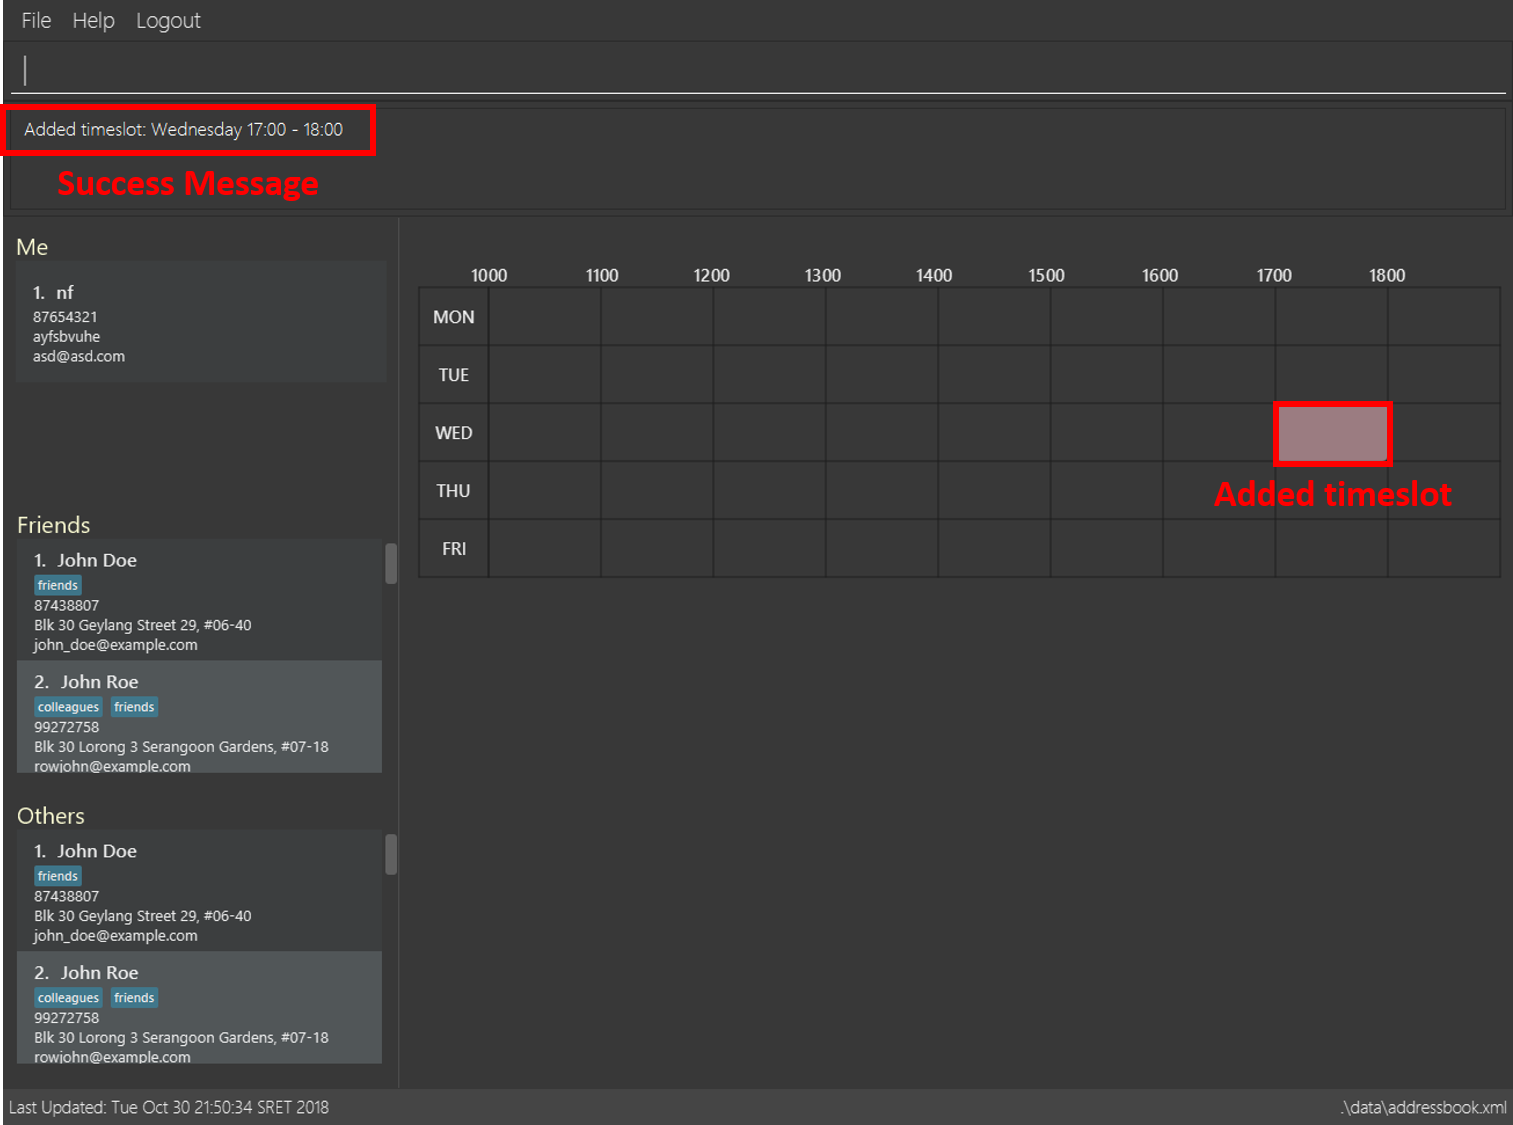 File Help Logout
Added timeslot: Wednesday 17:00 - 18:00
Success Message
Me
1. nf
87654321
ayfsbvuhe
asd@asd.com
Friends
1. John Doe
friends
87438807
Blk 30 Geylang Street 29, #06-40
john_doe@example.com
2. John Roe
colleagues friends
99272758
Blk 30 Lorong 3 Serangoon Gardens, #07-18
rowjohn@example.com
Others
1. John Doe
friends
87438807
Blk 30 Geylang Street 29, #06-40
john_doe@example.com
2. John Roe
colleagues friends
99272758
Blk 30 Lorong 3 Serangoon Gardens, #07-18
rowjohn@example.com
1000 1100 1200 1300 1400 1500 1600 1700 1800
MON
TUE
WED
THU
Added timeslot
FRI
Last Updated: Tue Oct 30 21:50:34 SRET 2018
.\data\addressbook.xml